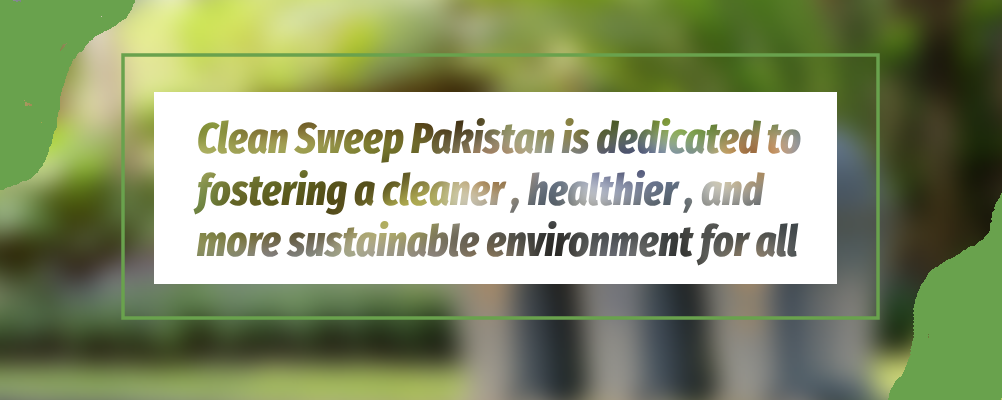 Clean Sweep Pakistan is dedicated to
fostering a cleaner , healthier , and
more sustainable environment for all